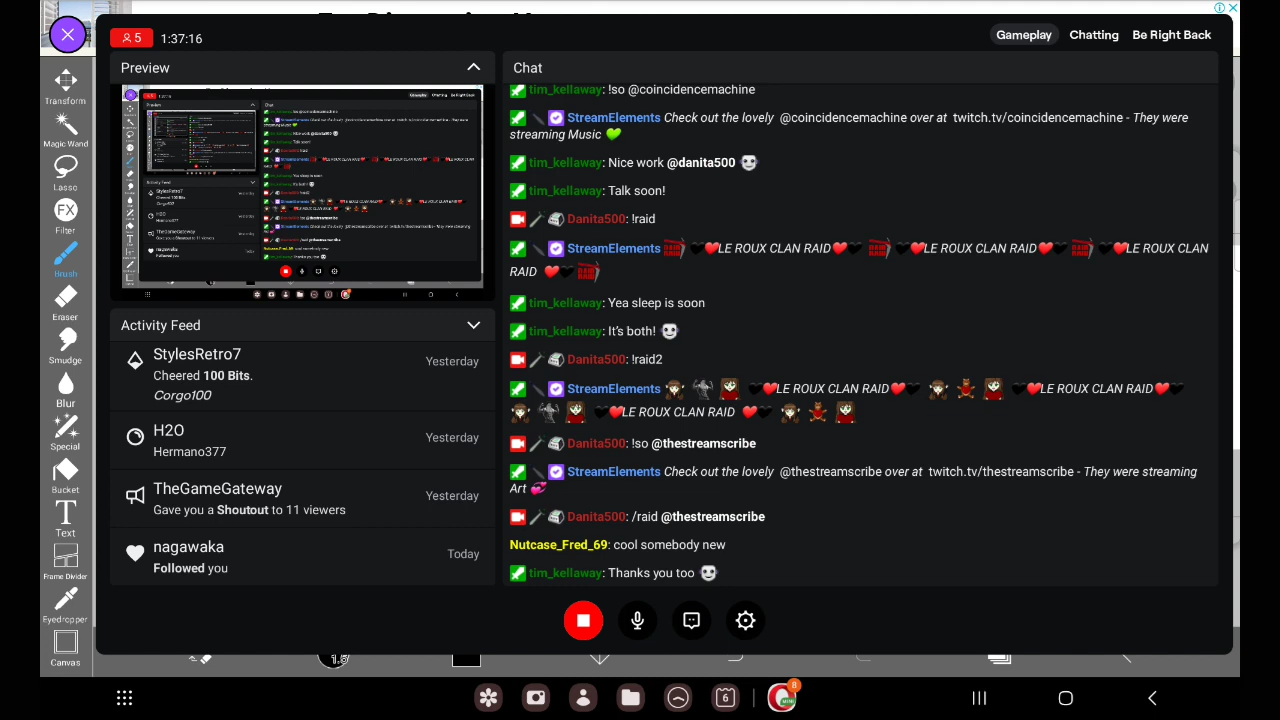 5
1:37:16
Gameplay
Chatting
Be Right Back
Preview
Activity Feed
StylesRetro7
Yesterday
Cheered 100 Bits.
Corgo100
H2O
Yesterday
Hermano377
TheGameGateway
Yesterday
Gave you a Shoutout to 11 viewers
nagawaka
Today
Followed you
Chat
tim_kellaway: !so @coincidencemachine
StreamElements Check out the lovely @coincidencemachine over at twitch.tv/coincidencemachine - They were
streaming Music 💚
tim_kellaway: Nice work @danita500
Talk soon!
tim_kellaway: Talk soon!
Danita500: !raid
StreamElements 🖤❤️LE ROUX CLAN RAID❤️🖤 🖤❤️LE ROUX CLAN RAID❤️🖤 🖤❤️LE ROUX CLAN
RAID ❤️🖤
tim_kellaway: Yea sleep is soon
tim_kellaway: It's both!
Danita500: !raid2
StreamElements 🖤❤️LE ROUX CLAN RAID❤️🖤 🖤❤️LE ROUX CLAN RAID❤️🖤
🖤❤️LE ROUX CLAN RAID ❤️🖤
Danita500: !so @thestreamscribe
StreamElements Check out the lovely @thestreamscribe over at twitch.tv/thestreamscribe - They were streaming
Art 💞
Danita500: /raid @thestreamscribe
Nutcase_Fred_69: cool somebody new
tim_kellaway: Thanks you too
Transform
Magic Wand
Lasso
FX
Filter
Brush
Eraser
Smudge
Blur
Special
Bucket
T
Text
Frame Divider
Eyedropper
Canvas
6
8
MINI